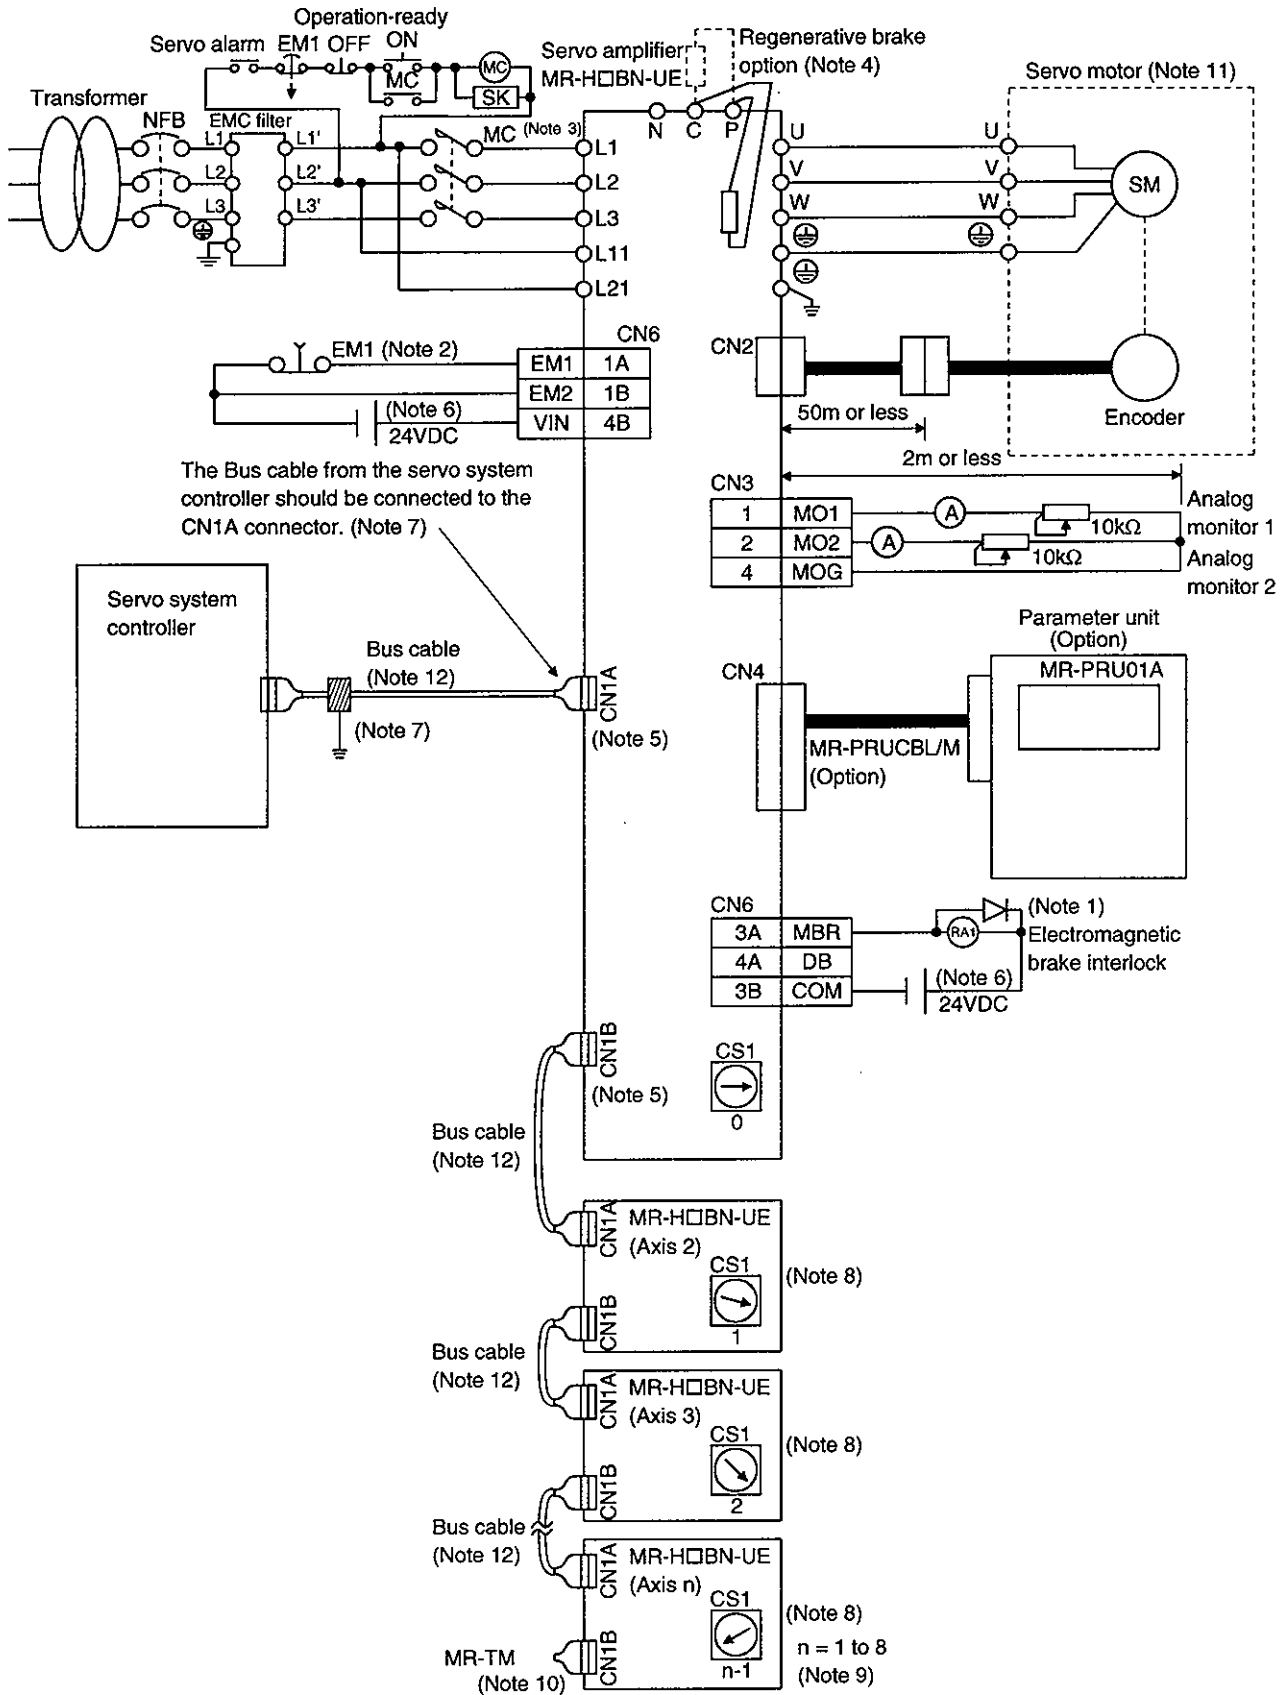 Operation-ready
Servo alarm EM1 OFF ON
MC
MC
SK
Servo amplifier
MR-H□BN-UE
Regenerative brake
option (Note 4)
Servo motor (Note 11)
Transformer
NFB
EMC filter
L1 L1' MC (Note 3) L1
L2 L2' L2
L3 L3' L3
L11
L21
N C P
U U
V V
W W
SM
CN6
EM1 (Note 2)
EM1 1A
EM2 1B
VIN 4B
(Note 6)
24VDC
CN2
50m or less
Encoder
2m or less
The Bus cable from the servo system
controller should be connected to the
CN1A connector. (Note 7)
CN3
1 MO1
2 MO2
4 MOG
A
A
10kΩ
10kΩ
Analog
monitor 1
Analog
monitor 2
Servo system
controller
Bus cable
(Note 12)
(Note 7)
CN1A
(Note 5)
Parameter unit
(Option)
MR-PRU01A
CN4
MR-PRUCBL/M
(Option)
CN6
3A MBR
4A DB
3B COM
RA1
(Note 1)
Electromagnetic
brake interlock
(Note 6)
24VDC
CN1B
(Note 5)
CS1
0
Bus cable
(Note 12)
CN1A
MR-H□BN-UE
(Axis 2)
CS1
1
(Note 8)
CN1B
Bus cable
(Note 12)
CN1A
MR-H□BN-UE
(Axis 3)
CS1
2
(Note 8)
CN1B
Bus cable
(Note 12)
CN1A
MR-H□BN-UE
(Axis n)
CS1
n-1
(Note 8)
n = 1 to 8
(Note 9)
CN1B
MR-TM
(Note 10)